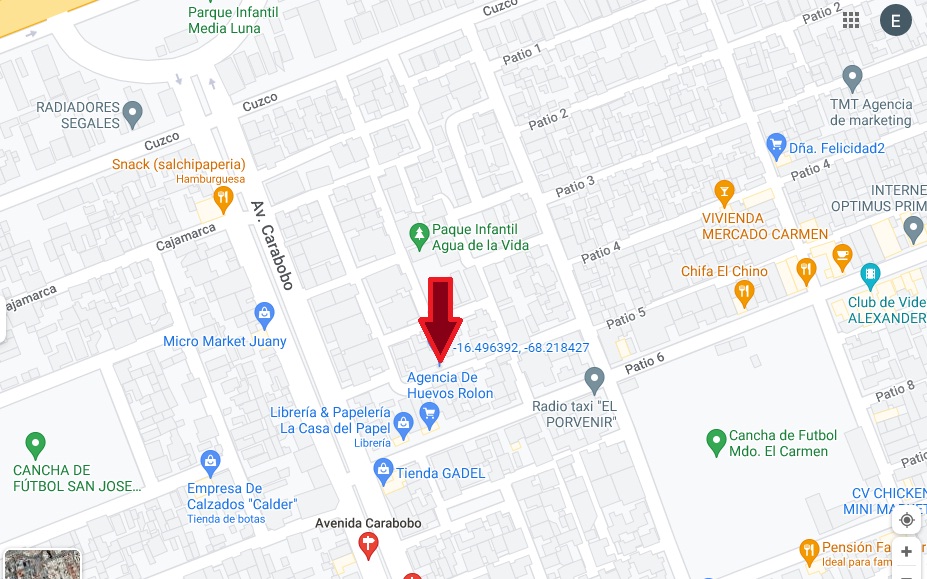 Parque Infantil
Media Luna
Cuzco
Patio 2
E
Patio 1
RADIADORES
SEGALES
Cuzco
Patio 2
TMT Agencia
de marketing
Cuzco
Snack (salchipaperia)
Hamburguesa
Dña. Felicidad2
Patio 4
Patio 3
INTERNE
OPTIMUS PRIM
Av. Carabobo
VIVIENDA
MERCADO CARMEN
Cajamarca
Paque Infantil
Agua de la Vida
Patio 4
Chifa El Chino
ajamarca
Club de Vide
ALEXANDER
Patio 5
Micro Market Juany
-16.496392, -68.218427
Patio 6
Agencia De
Huevos Rolon
Patio 8
Librería & Papelería
La Casa del Papel
Librería
Radio taxi "EL
PORVENIR"
Cancha de Futbol
Mdo. El Carmen
CANCHA DE
FÚTBOL SAN JOSE...
Tienda GADEL
Patio
Empresa De
Calzados "Calder"
Tienda de botas
CV CHICKEN
MINI MARKET
Avenida Carabobo
Pensión Fa
Ideal para fam